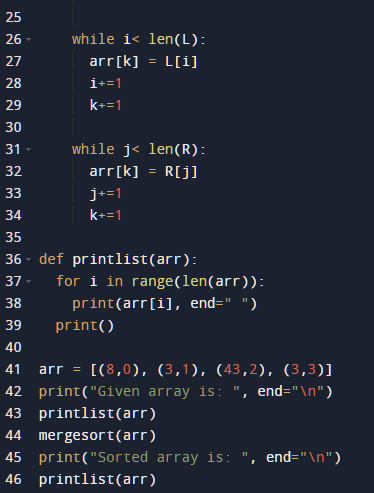 25
26 while i< len(L):
27 arr[k] = L[i]
28 i+=1
29 k+=1
30
31 while j< len(R):
32 arr[k] = R[j]
33 j+=1
34 k+=1
35
36 def printlist(arr):
37 for i in range(len(arr)):
38 print(arr[i], end=" ")
39 print()
40
41 arr = [(8,0), (3,1), (43,2), (3,3)]
42 print("Given array is: ", end="\n")
43 printlist(arr)
44 mergesort(arr)
45 print("Sorted array is: ", end="\n")
46 printlist(arr)